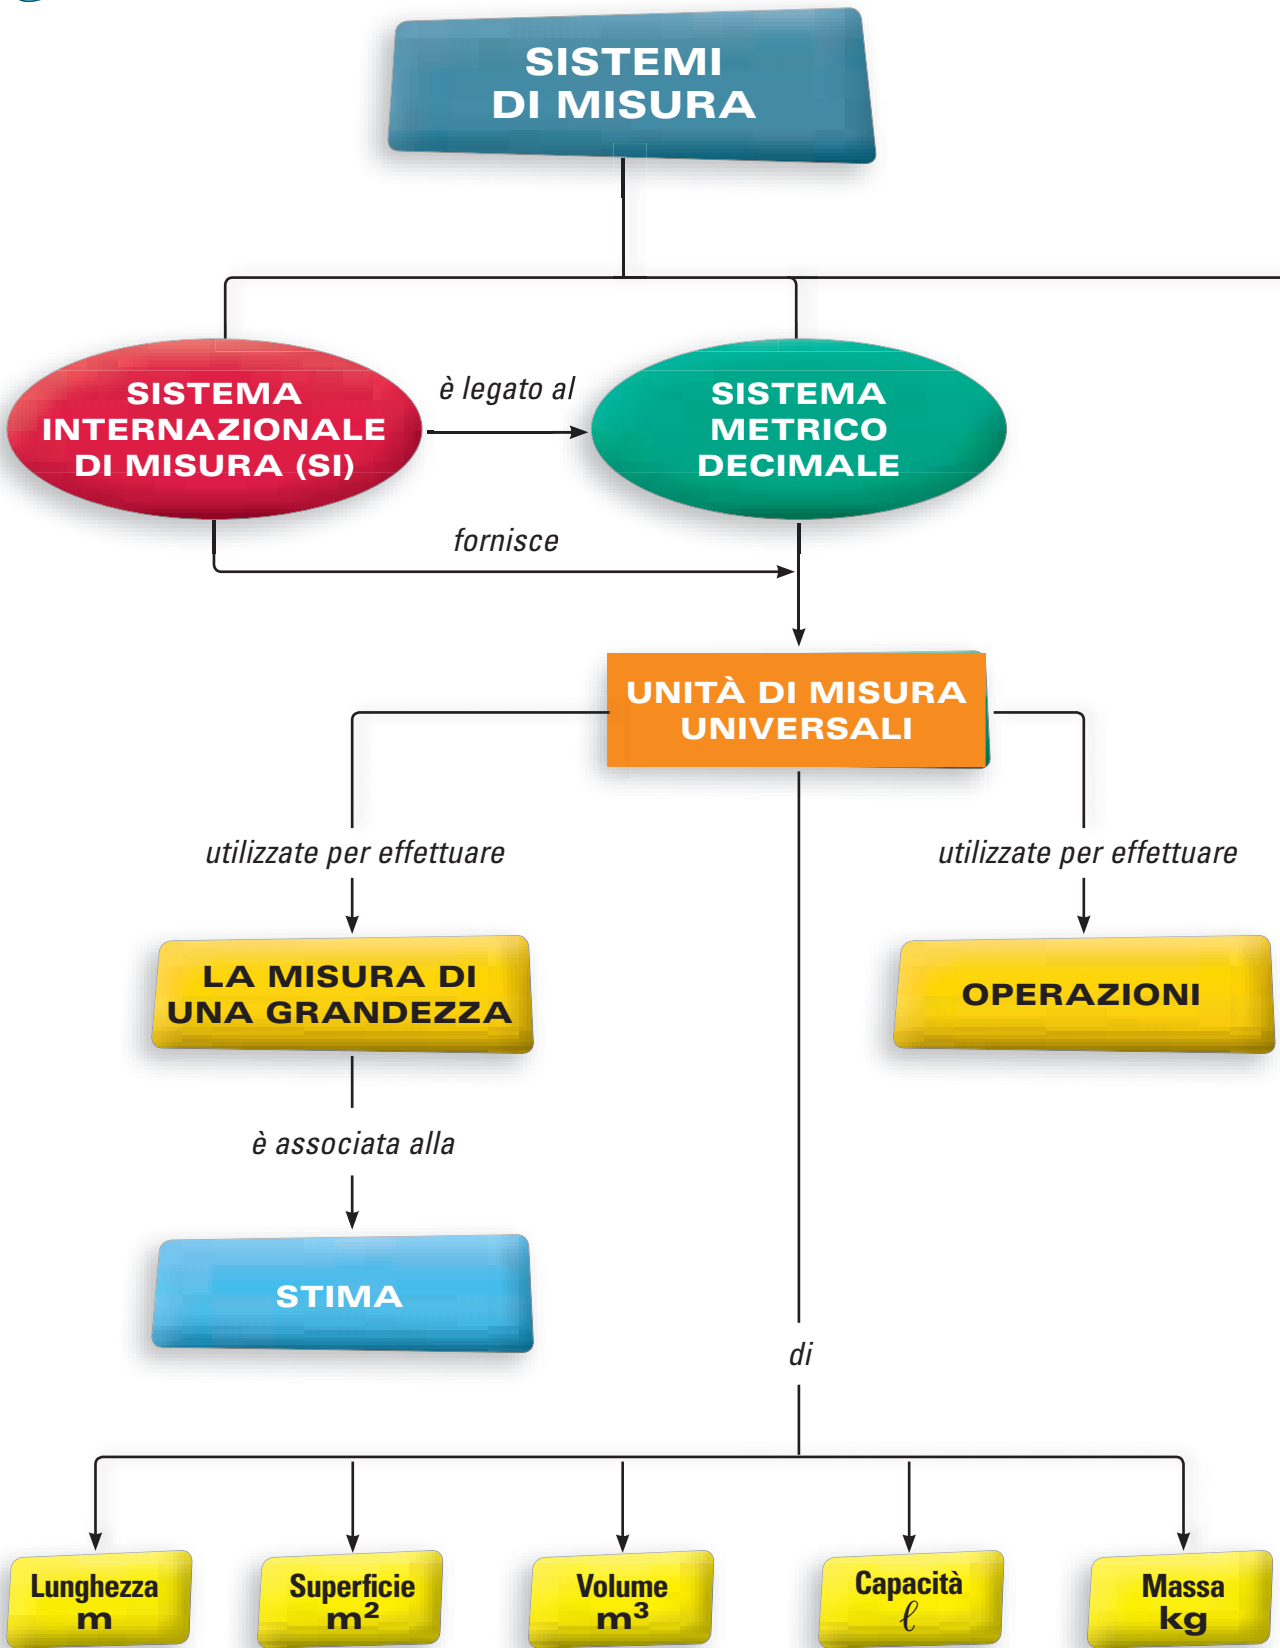 SISTEMI
DI MISURA
SISTEMA
INTERNAZIONALE
DI MISURA (SI)
è legato al
SISTEMA
METRICO
DECIMALE
fornisce
UNITÀ DI MISURA
UNIVERSALI
utilizzate per effettuare
utilizzate per effettuare
LA MISURA DI
UNA GRANDEZZA
OPERAZIONI
è associata alla
STIMA
di
Lunghezza
m
Superficie
m²
Volume
m³
Capacità
ℓ
Massa
kg